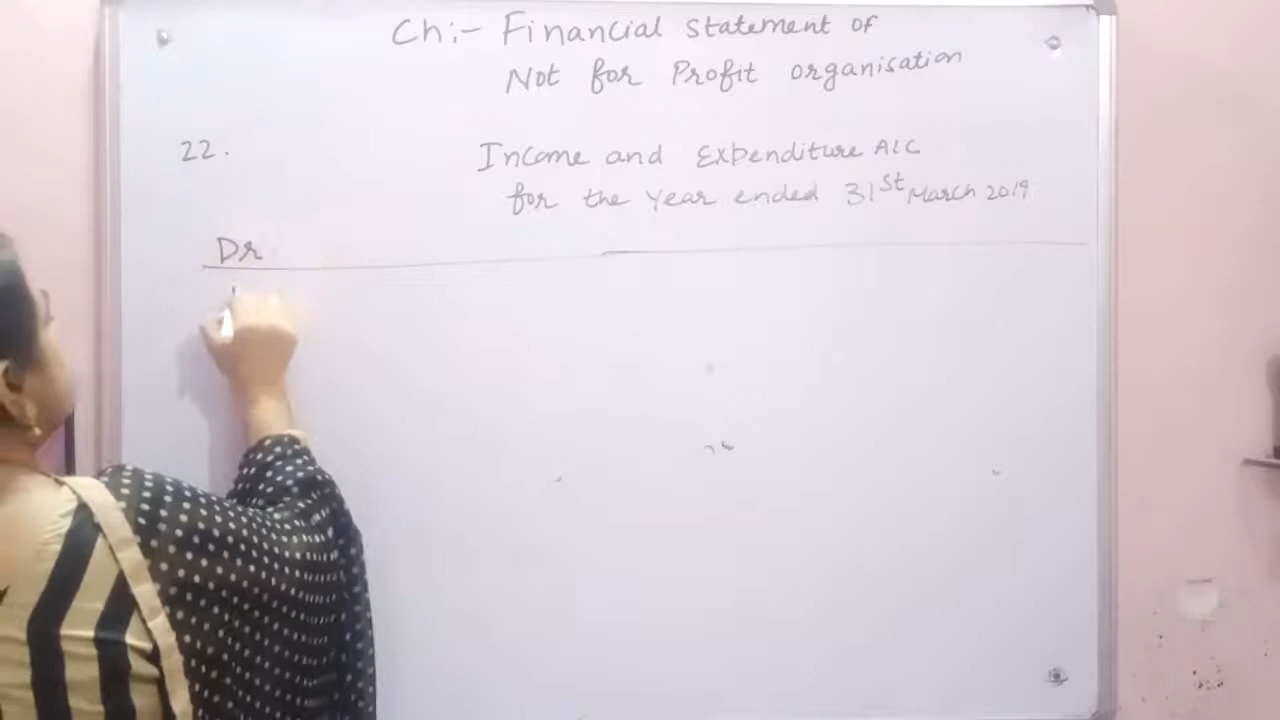 Ch:- Financial statement of
Not for Profit organisation
22.
Income and Expenditure A/C
for the Year ended 31st March 2019
Dr